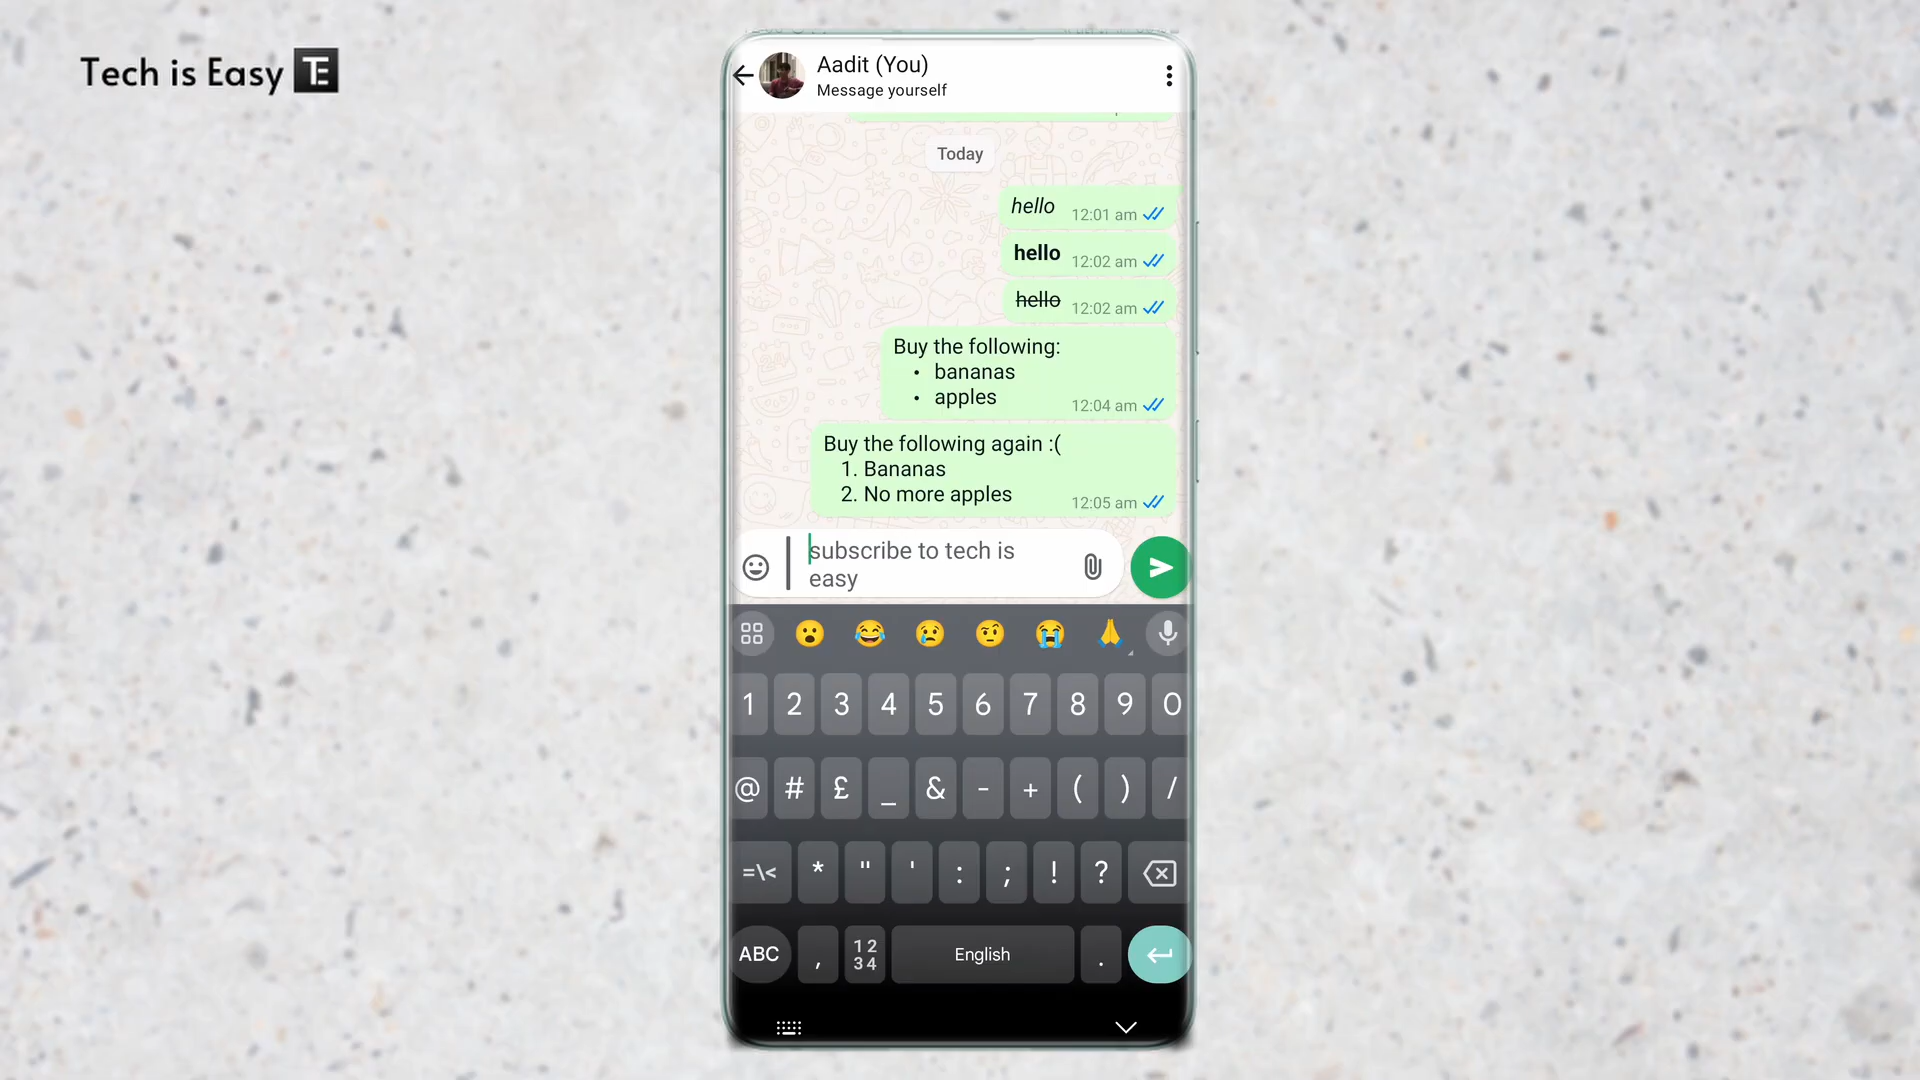 Tech is Easy TE
Aadit (You)
Message yourself
Today
hello 12:01 am
hello 12:02 am
hello 12:02 am
Buy the following:
• bananas
• apples 12:04 am
Buy the following again :(
1. Bananas
2. No more apples 12:05 am
subscribe to tech is
easy
1 2 3 4 5 6 7 8 9 0
@ # £ _ & - + ( ) /
=\< * " ' : ; ! ?
ABC , 12 34 English .